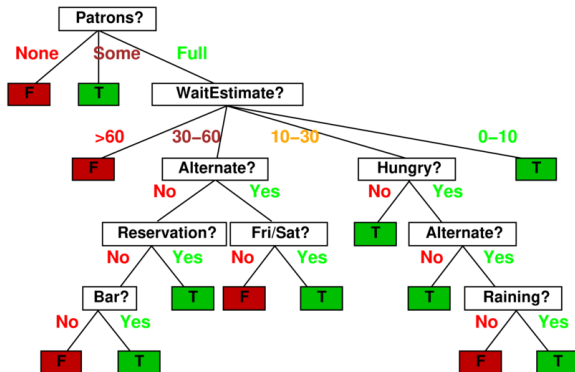 Patrons?
None Some Full
F T WaitEstimate?
>60 30–60 10–30 0–10
F Alternate? Hungry? T
No Yes No Yes
Reservation? Fri/Sat? T Alternate?
No Yes No Yes No Yes
Bar? T F T T Raining?
No Yes No Yes
F T F T